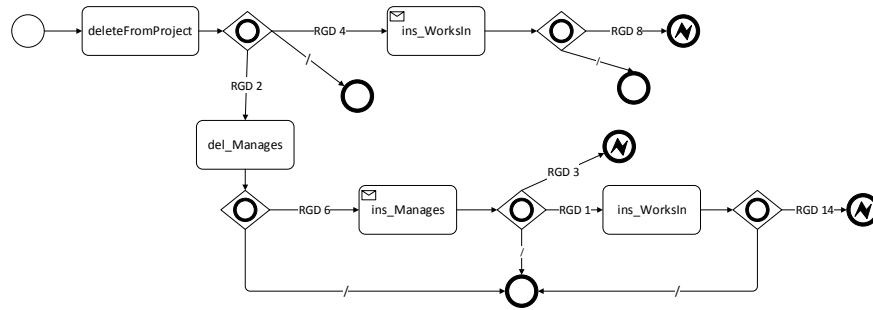 deleteFromProject
RGD 4
ins_WorksIn
RGD 8
/
/
RGD 2
del_Manages
RGD 3
RGD 6
ins_Manages
RGD 1
ins_WorksIn
RGD 14
/
/
/